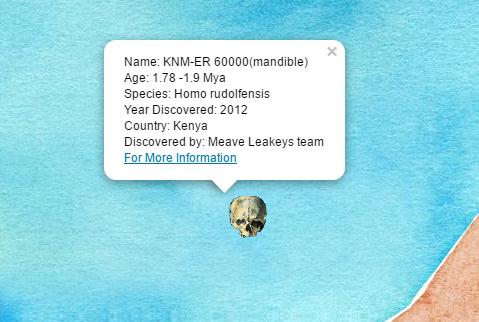 Name: KNM-ER 60000(mandible)
Age: 1.78 -1.9 Mya
Species: Homo rudolfensis
Year Discovered: 2012
Country: Kenya
Discovered by: Meave Leakeys team
For More Information